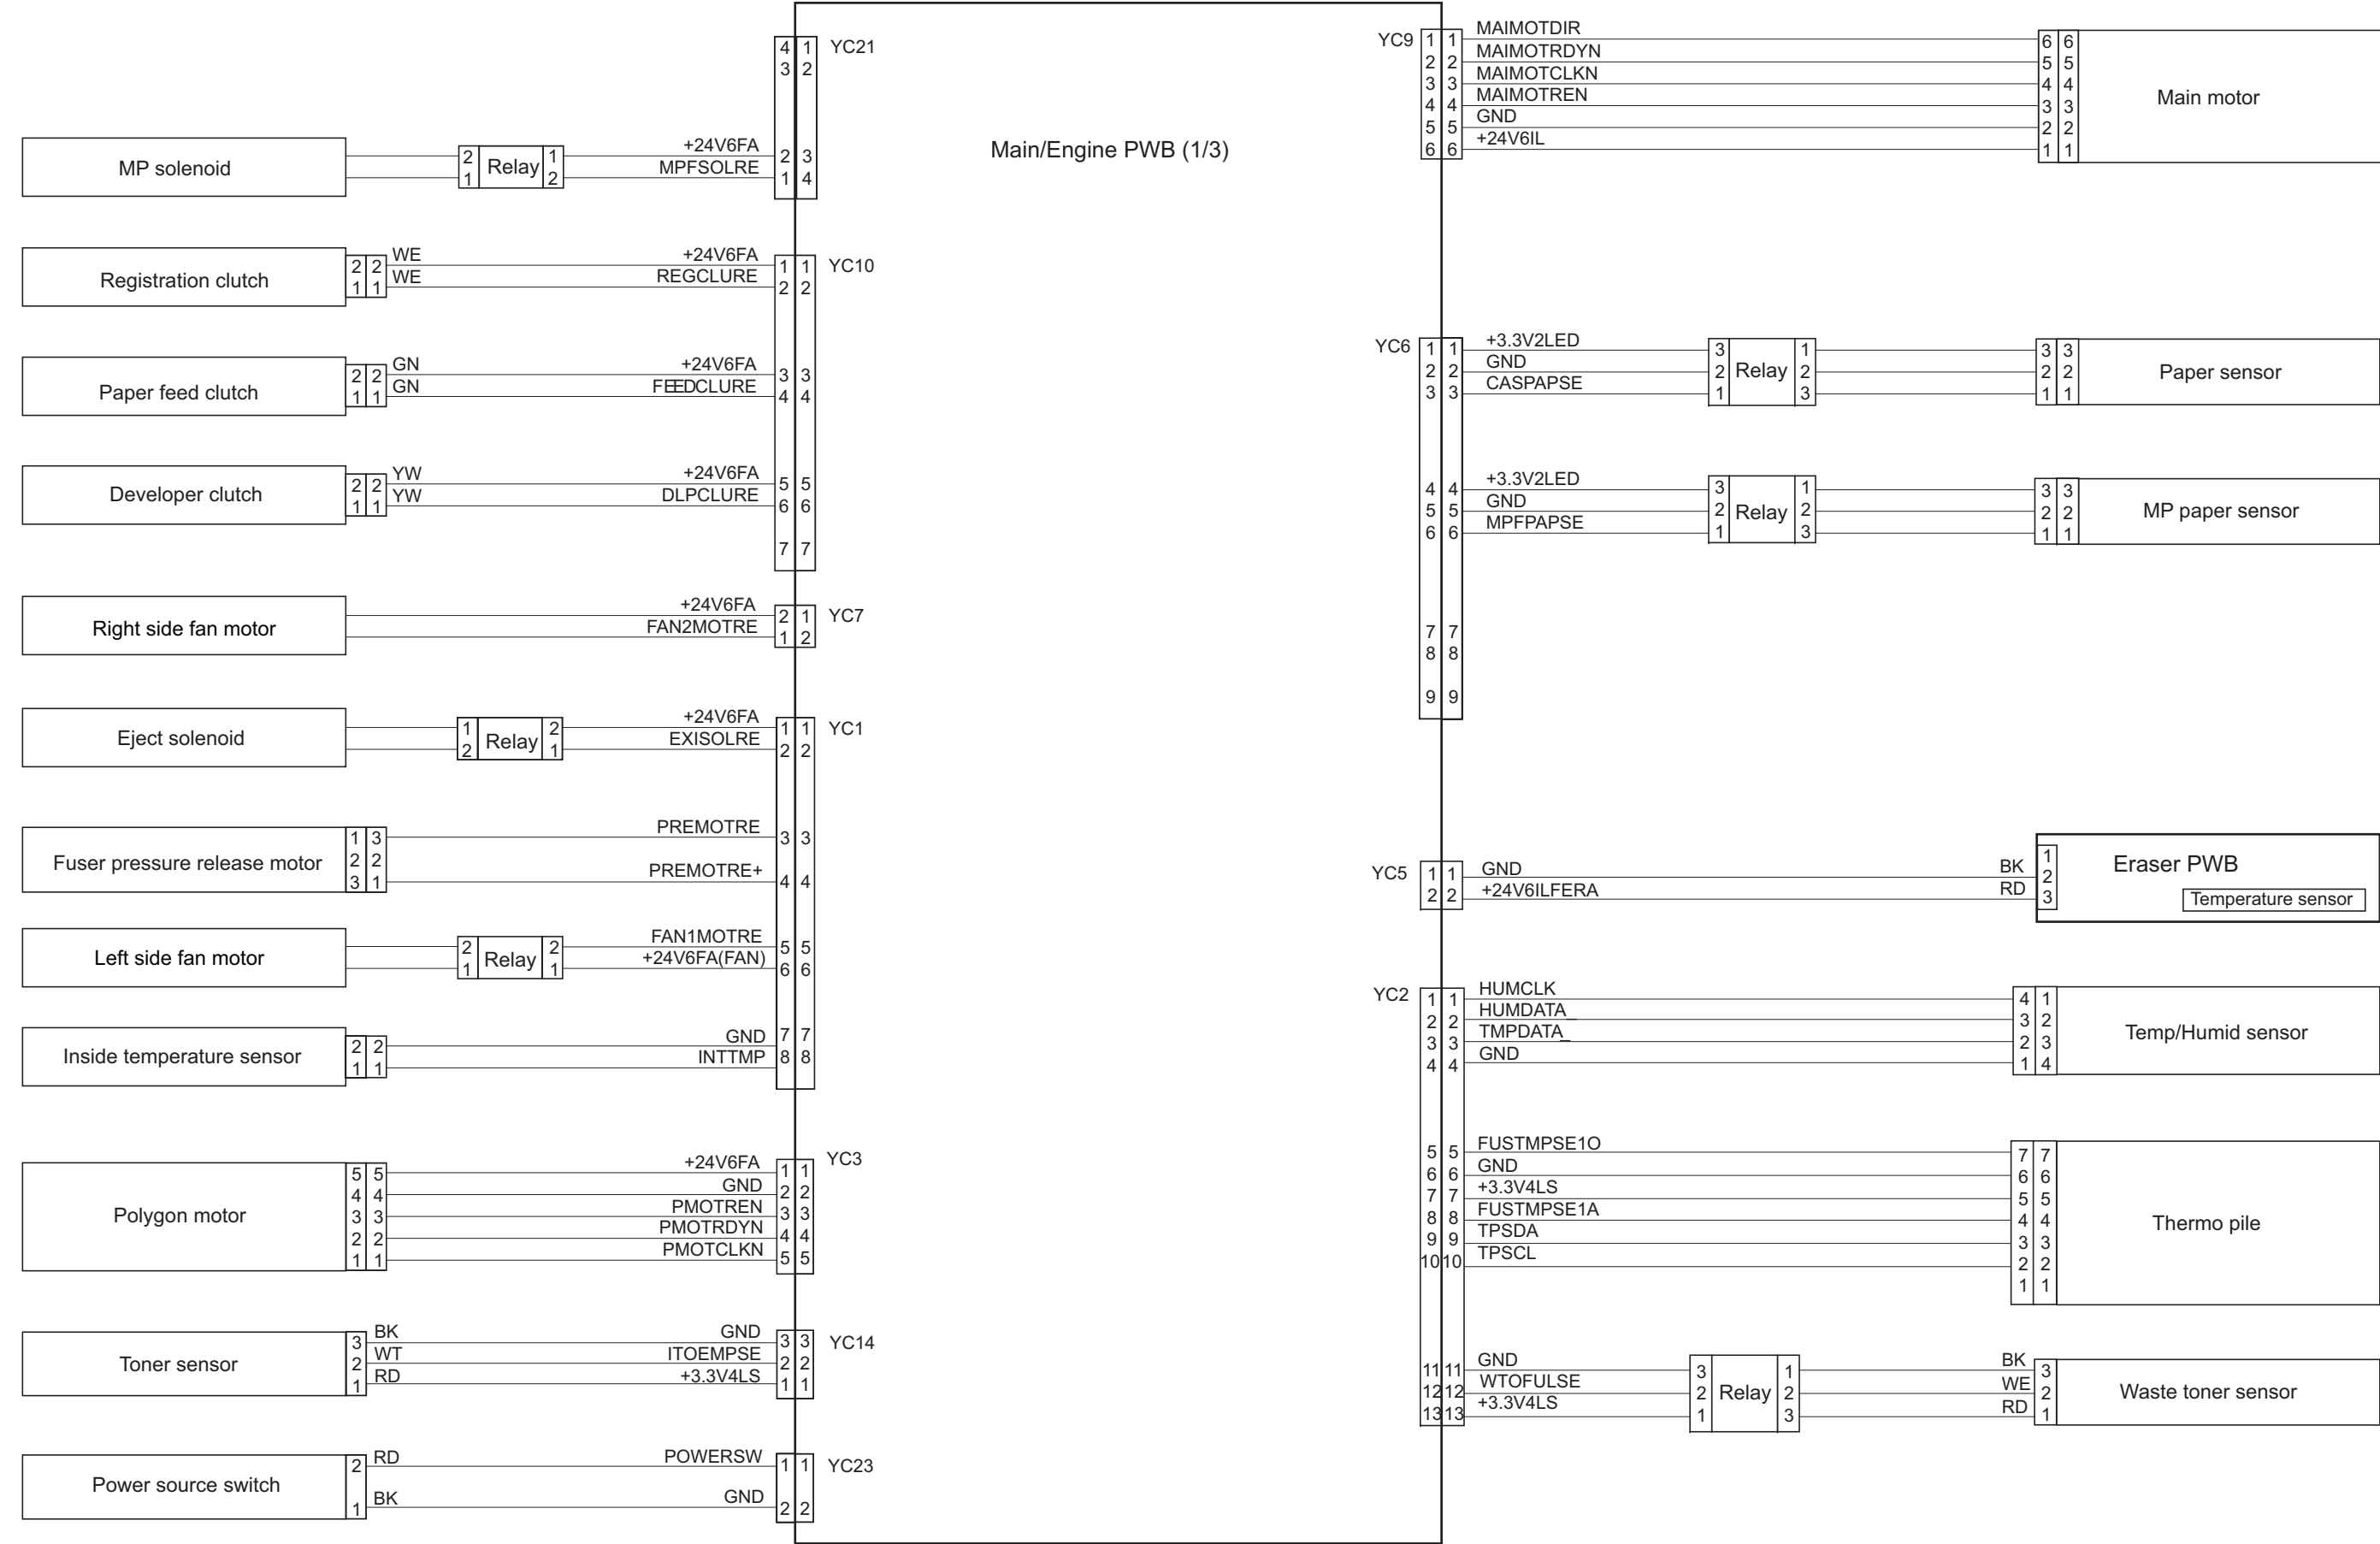 Main/Engine PWB (1/3)
4 1 YC21
3 2
MP solenoid
2 Relay 1 +24V6FA 2 3
1 2 MPFSOLRE 1 4
Registration clutch
2 2 WE +24V6FA 1 1 YC10
1 1 WE REGCLURE 2 2
Paper feed clutch
2 2 GN +24V6FA 3 3
1 1 GN FEEDCLURE 4 4
Developer clutch
2 2 YW +24V6FA 5 5
1 1 YW DLPCLURE 6 6
7 7
Right side fan motor
+24V6FA 2 1 YC7
FAN2MOTRE 1 2
Eject solenoid
1 Relay 2 +24V6FA 1 1 YC1
2 1 EXISOLRE 2 2
Fuser pressure release motor
1 3 PREMOTRE 3 3
2 2
3 1 PREMOTRE+ 4 4
Left side fan motor
2 Relay 2 FAN1MOTRE 5 5
1 1 +24V6FA(FAN) 6 6
Inside temperature sensor
2 2 GND 7 7
1 1 INTTMP 8 8
Polygon motor
5 5 +24V6FA 1 1 YC3
4 4 GND 2 2
3 3 PMOTREN 3 3
2 2 PMOTRDYN 4 4
1 1 PMOTCLKN 5 5
Toner sensor
3 BK GND 3 3 YC14
2 WT ITOEMPSE 2 2
1 RD +3.3V4LS 1 1
Power source switch
2 RD POWERSW 1 1 YC23
1 BK GND 2 2
YC9 1 1 MAIMOTDIR 6 6
2 2 MAIMOTRDYN 5 5
3 3 MAIMOTCLKN 4 4
4 4 MAIMOTREN 3 3
5 5 GND 2 2
6 6 +24V6IL 1 1
Main motor
YC6 1 1 +3.3V2LED 3 Relay 1 3 3
2 2 GND 2 2 2 2
3 3 CASPAPSE 1 3 1 1
Paper sensor
4 4 +3.3V2LED 3 Relay 1 3 3
5 5 GND 2 2 2 2
6 6 MPFPAPSE 1 3 1 1
MP paper sensor
7 7
8 8
9 9
YC5 1 1 GND BK 1
2 2 +24V6ILFERA RD 2
3
Eraser PWB
Temperature sensor
YC2 1 1 HUMCLK 4 1
2 2 HUMDATA_ 3 2
3 3 TMPDATA_ 2 3
4 4 GND 1 4
Temp/Humid sensor
5 5 FUSTMPSE1O 7 7
6 6 GND 6 6
7 7 +3.3V4LS 5 5
8 8 FUSTMPSE1A 4 4
9 9 TPSDA 3 3
10 10 TPSCL 2 2
1 1
Thermo pile
11 11 GND 3 Relay 1 BK 3
12 12 WTOFULSE 2 2 WE 2
13 13 +3.3V4LS 1 3 RD 1
Waste toner sensor